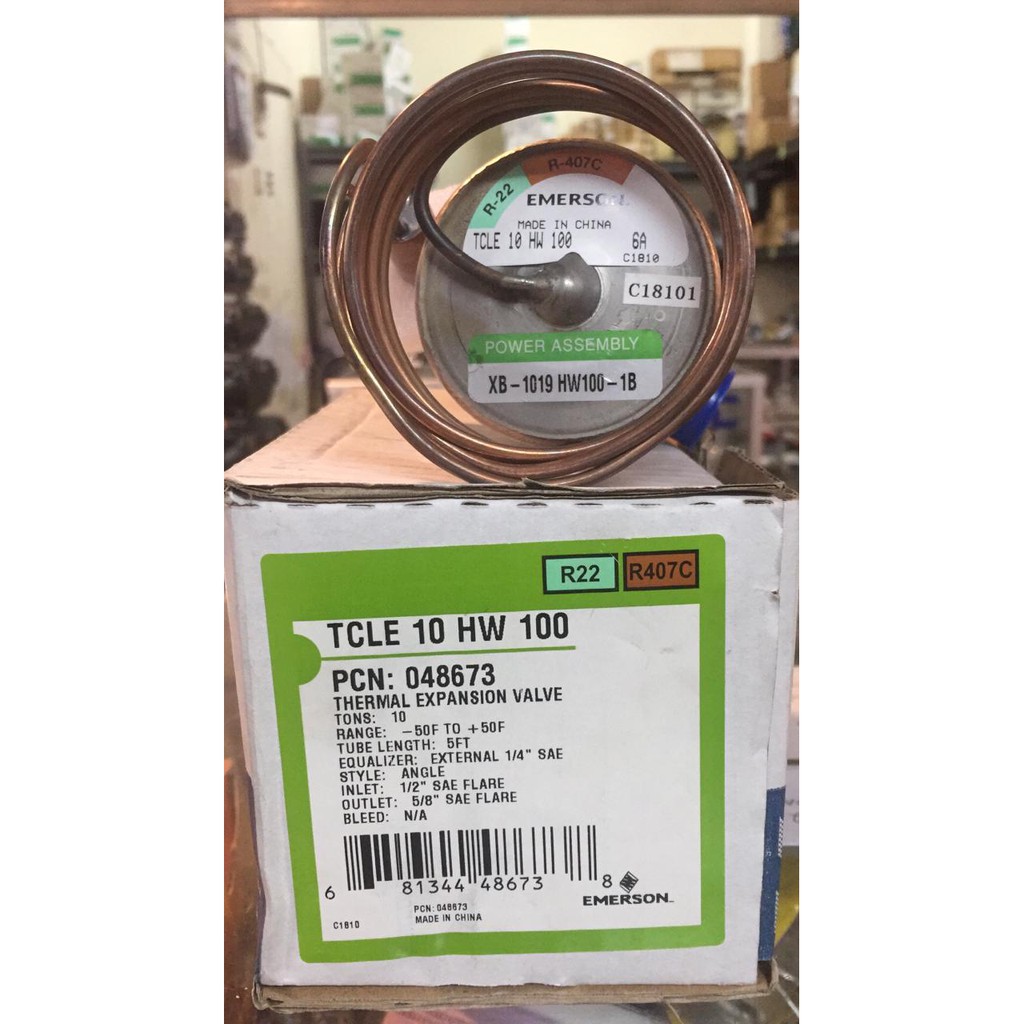 R-22 R-407C
EMERSON
MADE IN CHINA
TCLE 10 HW 100 6A
C1810
C18101
POWER ASSEMBLY
XB-1019 HW100-1B
R22 R407C
TCLE 10 HW 100
PCN: 048673
THERMAL EXPANSION VALVE
TONS: 10
RANGE: -50F TO +50F
TUBE LENGTH: 5FT
EQUALIZER: EXTERNAL 1/4" SAE
STYLE: ANGLE
INLET: 1/2" SAE FLARE
OUTLET: 5/8" SAE FLARE
BLEED: N/A
6 81344 48673 8
EMERSON
PCN: 048673
MADE IN CHINA
C1810